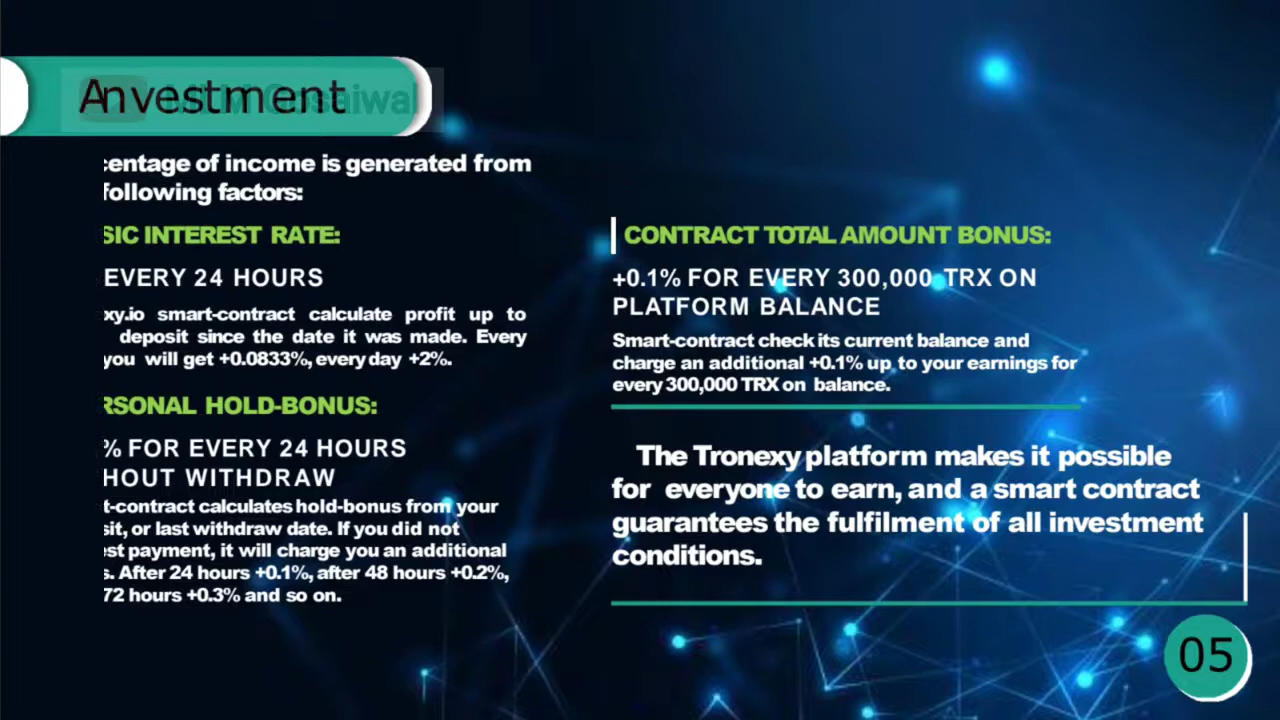 Anvestment
centage of income is generated from
following factors:
SIC INTEREST RATE:
EVERY 24 HOURS
xy.io smart-contract calculate profit up to
deposit since the date it was made. Every
you will get +0.0833%, every day +2%.
RSONAL HOLD-BONUS:
% FOR EVERY 24 HOURS
HOUT WITHDRAW
t-contract calculates hold-bonus from your
sit, or last withdraw date. If you did not
est payment, it will charge you an additional
s. After 24 hours +0.1%, after 48 hours +0.2%,
72 hours +0.3% and so on.
CONTRACT TOTAL AMOUNT BONUS:
+0.1% FOR EVERY 300,000 TRX ON
PLATFORM BALANCE
Smart-contract check its current balance and
charge an additional +0.1% up to your earnings for
every 300,000 TRX on balance.
The Tronexy platform makes it possible
for everyone to earn, and a smart contract
guarantees the fulfilment of all investment
conditions.
05